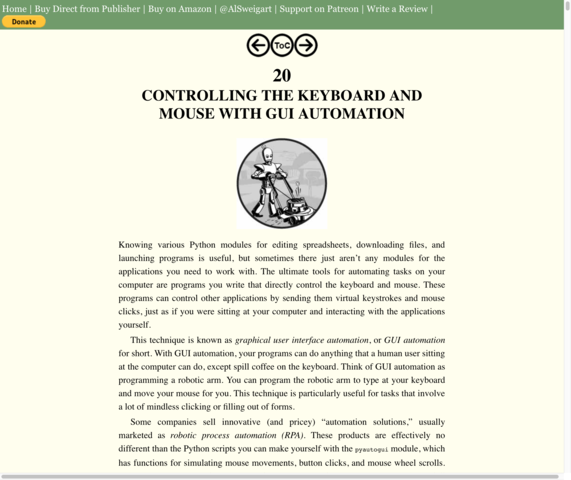 Home | Buy Direct from Publisher | Buy on Amazon | @AlSweigart | Support on Patreon | Write a Review |
Donate
ToC
20
CONTROLLING THE KEYBOARD AND
MOUSE WITH GUI AUTOMATION
Knowing various Python modules for editing spreadsheets, downloading files, and
launching programs is useful, but sometimes there just aren’t any modules for the
applications you need to work with. The ultimate tools for automating tasks on your
computer are programs you write that directly control the keyboard and mouse. These
programs can control other applications by sending them virtual keystrokes and mouse
clicks, just as if you were sitting at your computer and interacting with the applications
yourself.
This technique is known as graphical user interface automation, or GUI automation
for short. With GUI automation, your programs can do anything that a human user sitting
at the computer can do, except spill coffee on the keyboard. Think of GUI automation as
programming a robotic arm. You can program the robotic arm to type at your keyboard
and move your mouse for you. This technique is particularly useful for tasks that involve
a lot of mindless clicking or filling out of forms.
Some companies sell innovative (and pricey) “automation solutions,” usually
marketed as robotic process automation (RPA). These products are effectively no
different than the Python scripts you can make yourself with the pyautogui module, which
has functions for simulating mouse movements, button clicks, and mouse wheel scrolls.